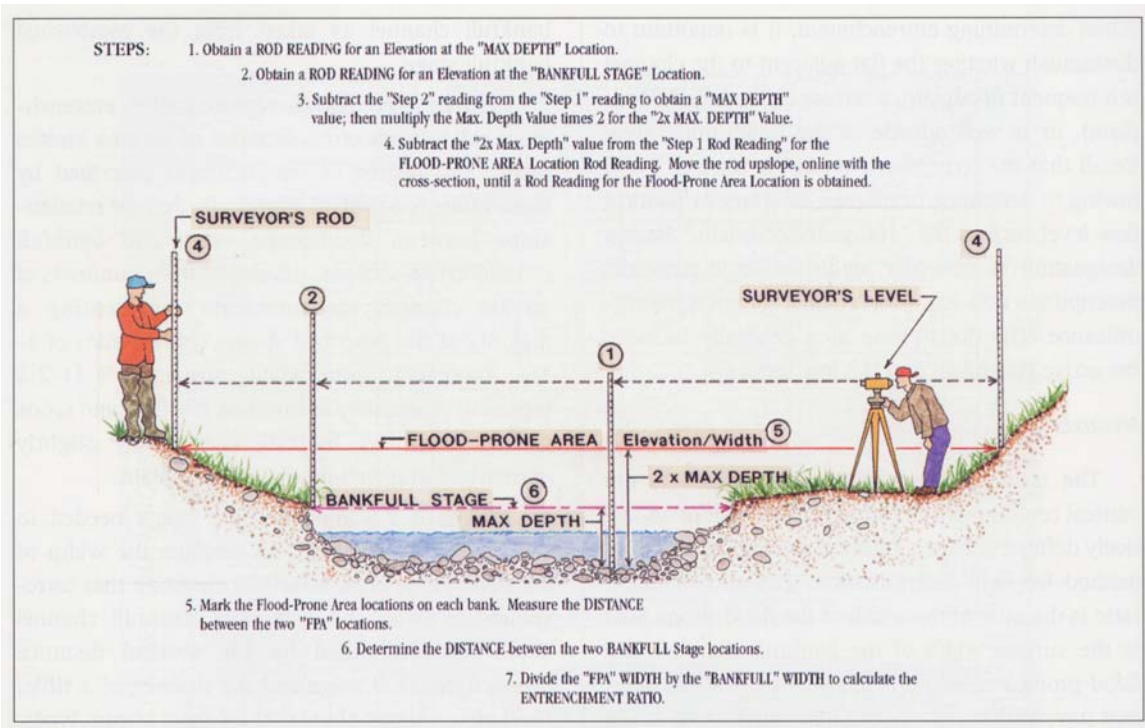 STEPS: 1. Obtain a ROD READING for an Elevation at the "MAX DEPTH" Location.
2. Obtain a ROD READING for an Elevation at the "BANKFULL STAGE" Location.
3. Subtract the "Step 2" reading from the "Step 1" reading to obtain a "MAX DEPTH"
value; then multiply the Max. Depth Value times 2 for the "2x MAX. DEPTH" Value.
4. Subtract the "2x Max. Depth" value from the "Step 1 Rod Reading" for the
FLOOD-PRONE AREA Location Rod Reading. Move the rod upslope, online with the
cross-section, until a Rod Reading for the Flood-Prone Area Location is obtained.
SURVEYOR'S ROD
4
4
2
SURVEYOR'S LEVEL
1
FLOOD-PRONE AREA Elevation/Width 5
2 x MAX DEPTH
BANKFULL STAGE 6
MAX DEPTH
5. Mark the Flood-Prone Area locations on each bank. Measure the DISTANCE
between the two "FPA" locations.
6. Determine the DISTANCE between the two BANKFULL Stage locations.
7. Divide the "FPA" WIDTH by the "BANKFULL" WIDTH to calculate the
ENTRENCHMENT RATIO.